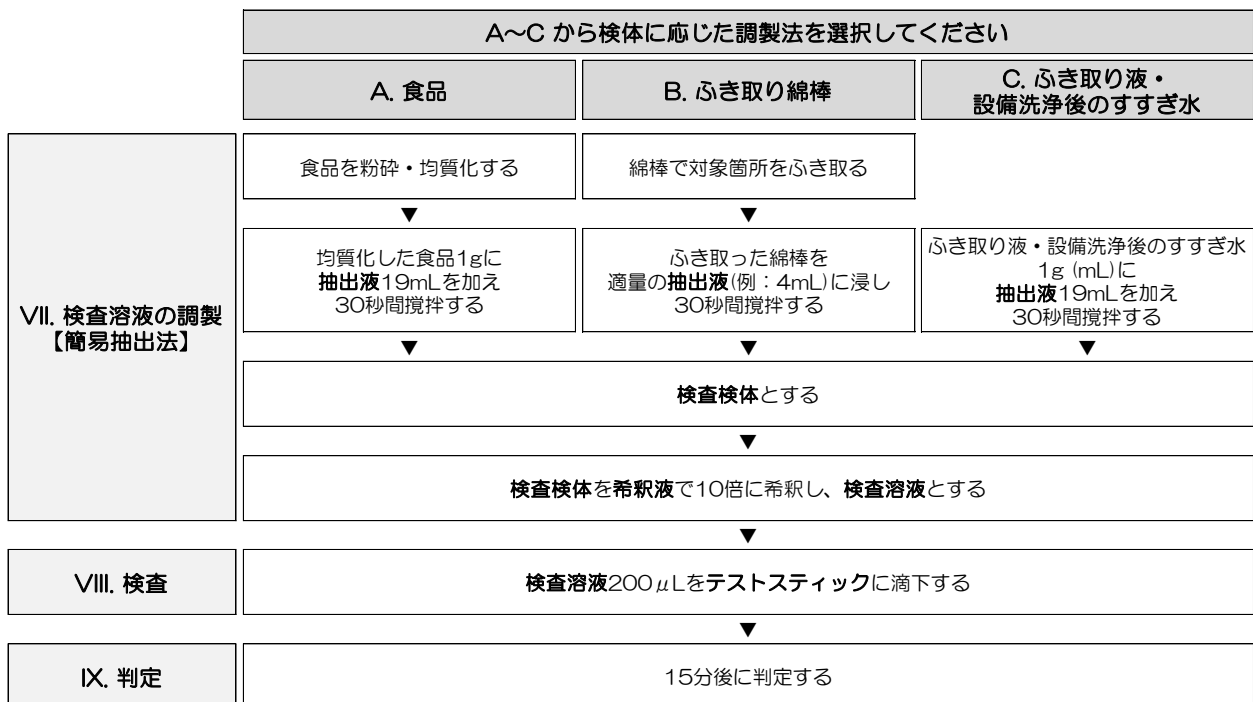 A~C から検体に応じた調製法を選択してください
A. 食品
B. ふき取り綿棒
C. ふき取り液・
設備洗浄後のすすぎ水
VII. 検査溶液の調製
【簡易抽出法】
食品を粉砕・均質化する
綿棒で対象箇所をふき取る
▼
▼
均質化した食品1gに
抽出液19mLを加え
30秒間撹拌する
ふき取った綿棒を
適量の抽出液(例：4mL)に浸し
30秒間撹拌する
ふき取り液・設備洗浄後のすすぎ水
1g (mL)に
抽出液19mLを加え
30秒間撹拌する
▼
▼
▼
検査検体とする
▼
検査検体を希釈液で10倍に希釈し、検査溶液とする
▼
VIII. 検査
検査溶液200μLをテストスティックに滴下する
▼
IX. 判定
15分後に判定する